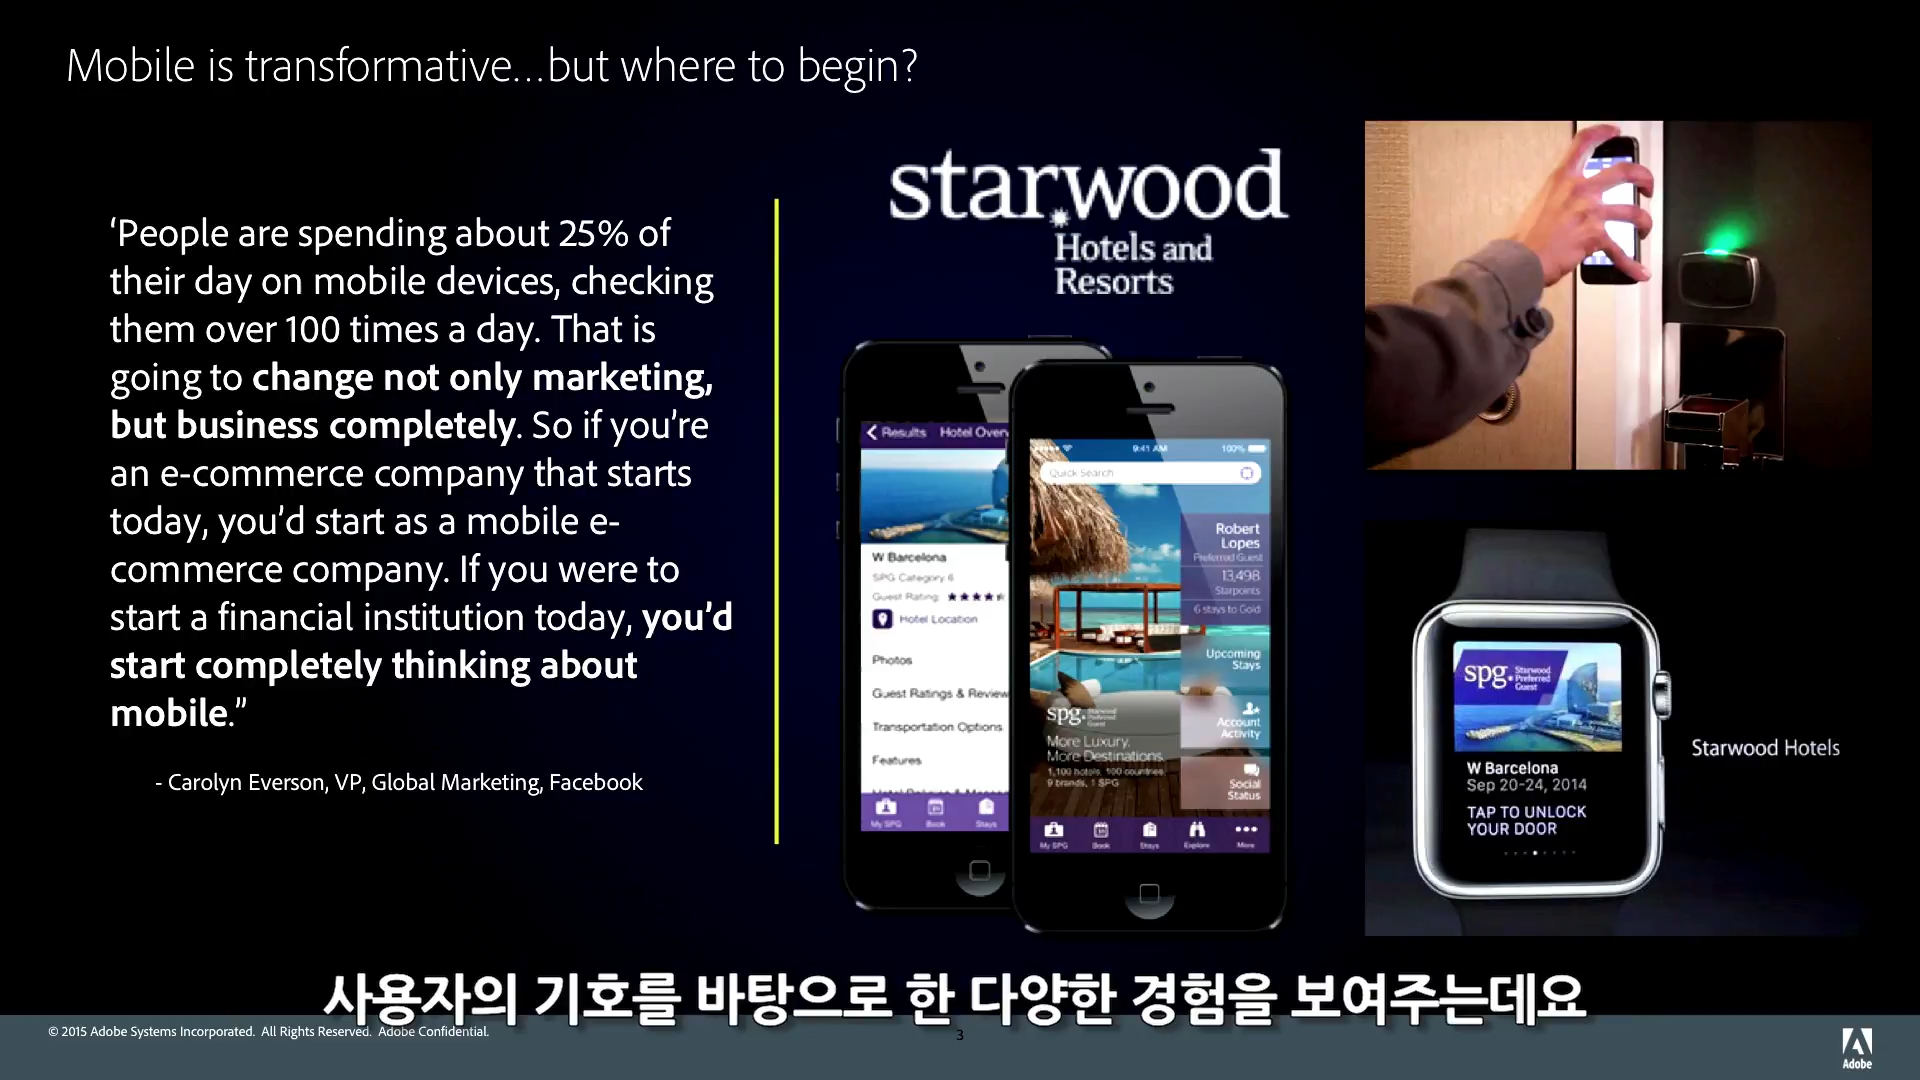 Mobile is transformative...but where to begin?
‘People are spending about 25% of
their day on mobile devices, checking
them over 100 times a day. That is
going to change not only marketing,
but business completely. So if you’re
an e-commerce company that starts
today, you’d start as a mobile e-
commerce company. If you were to
start a financial institution today, you’d
start completely thinking about
mobile.”
- Carolyn Everson, VP, Global Marketing, Facebook
starwood
Hotels and
Resorts
Results Hotel Over
W Barcelona
SPG Category 6
Guest Rating:
Hotel Location
Photos
Guest Ratings & Review
Transportation Options
Features
My SPG Book Stays
9:41 AM 100%
Quick Search
Robert
Lopes
Preferred Guest
13,498
Starpoints
6 stays to Gold
Upcoming
Stays
Account
Activity
Social
Status
spg. Starwood
Preferred
Guest
More Luxury.
More Destinations.
1,100 hotels, 100 countries,
9 brands, 1 SPG
My SPG Book Stays Explore More
spg. Starwood
Preferred
Guest
W Barcelona
Sep 20-24, 2014
TAP TO UNLOCK
YOUR DOOR
Starwood Hotels
사용자의 기호를 바탕으로 한 다양한 경험을 보여주는데요
© 2015 Adobe Systems Incorporated. All Rights Reserved. Adobe Confidential.
3
Adobe